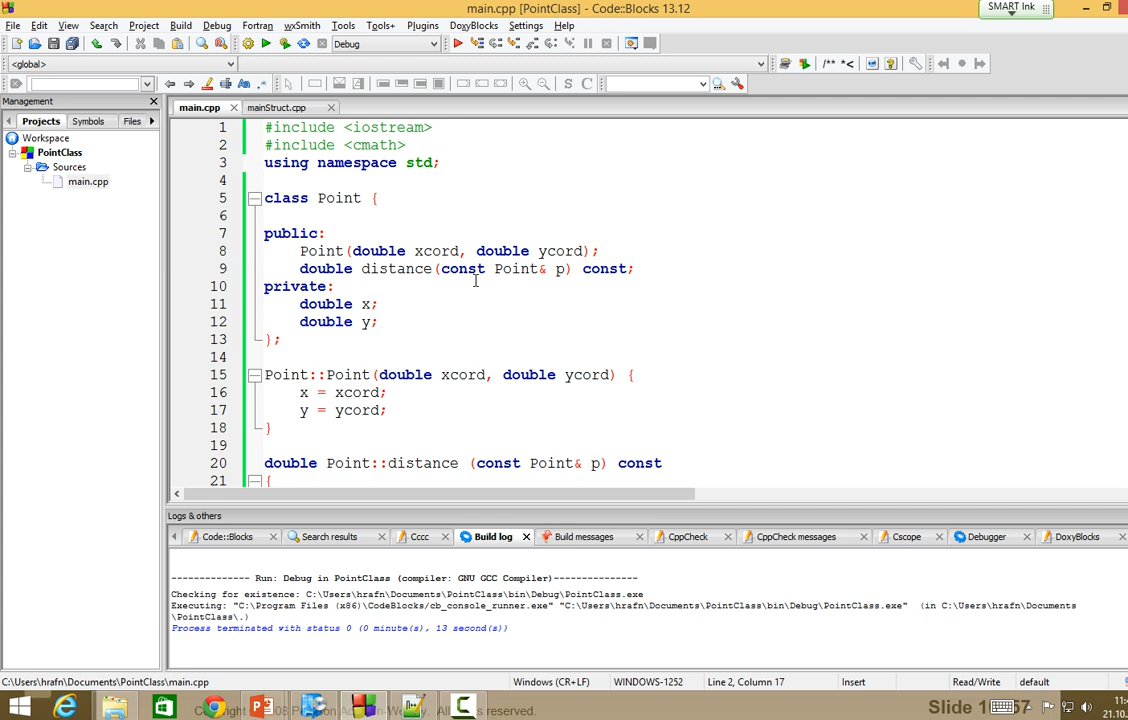 main.cpp [PointClass] - Code::Blocks 13.12
SMART Ink
File Edit View Search Project Build Debug Fortran wxSmith Tools Tools+ Plugins DoxyBlocks Settings Help
Debug
<global>
/** *<
S C
Management
main.cpp mainStruct.cpp
Projects Symbols Files
Workspace
PointClass
Sources
main.cpp
1 #include <iostream>
2 #include <cmath>
3 using namespace std;
4
5 class Point {
6
7 public:
8 Point(double xcord, double ycord);
9 double distance(const Point& p) const;
10 private:
11 double x;
12 double y;
13 };
14
15 Point::Point(double xcord, double ycord) {
16 x = xcord;
17 y = ycord;
18 }
19
20 double Point::distance (const Point& p) const
21 {
Logs & others
Code::Blocks Search results Cccc Build log Build messages CppCheck CppCheck messages Cscope Debugger DoxyBlocks
-------------- Run: Debug in PointClass (compiler: GNU GCC Compiler)---------------
Checking for existence: C:\Users\hrafn\Documents\PointClass\bin\Debug\PointClass.exe
Executing: "C:\Program Files (x86)\CodeBlocks/cb_console_runner.exe" "C:\Users\hrafn\Documents\PointClass\bin\Debug\PointClass.exe" (in C:\Users\hrafn\Documents
\PointClass\.)
Process terminated with status 0 (0 minute(s), 13 second(s))
C:\Users\hrafn\Documents\PointClass\main.cpp Windows (CR+LF) WINDOWS-1252 Line 2, Column 17 Insert Read/Write default
Slide 1
57
21.10.